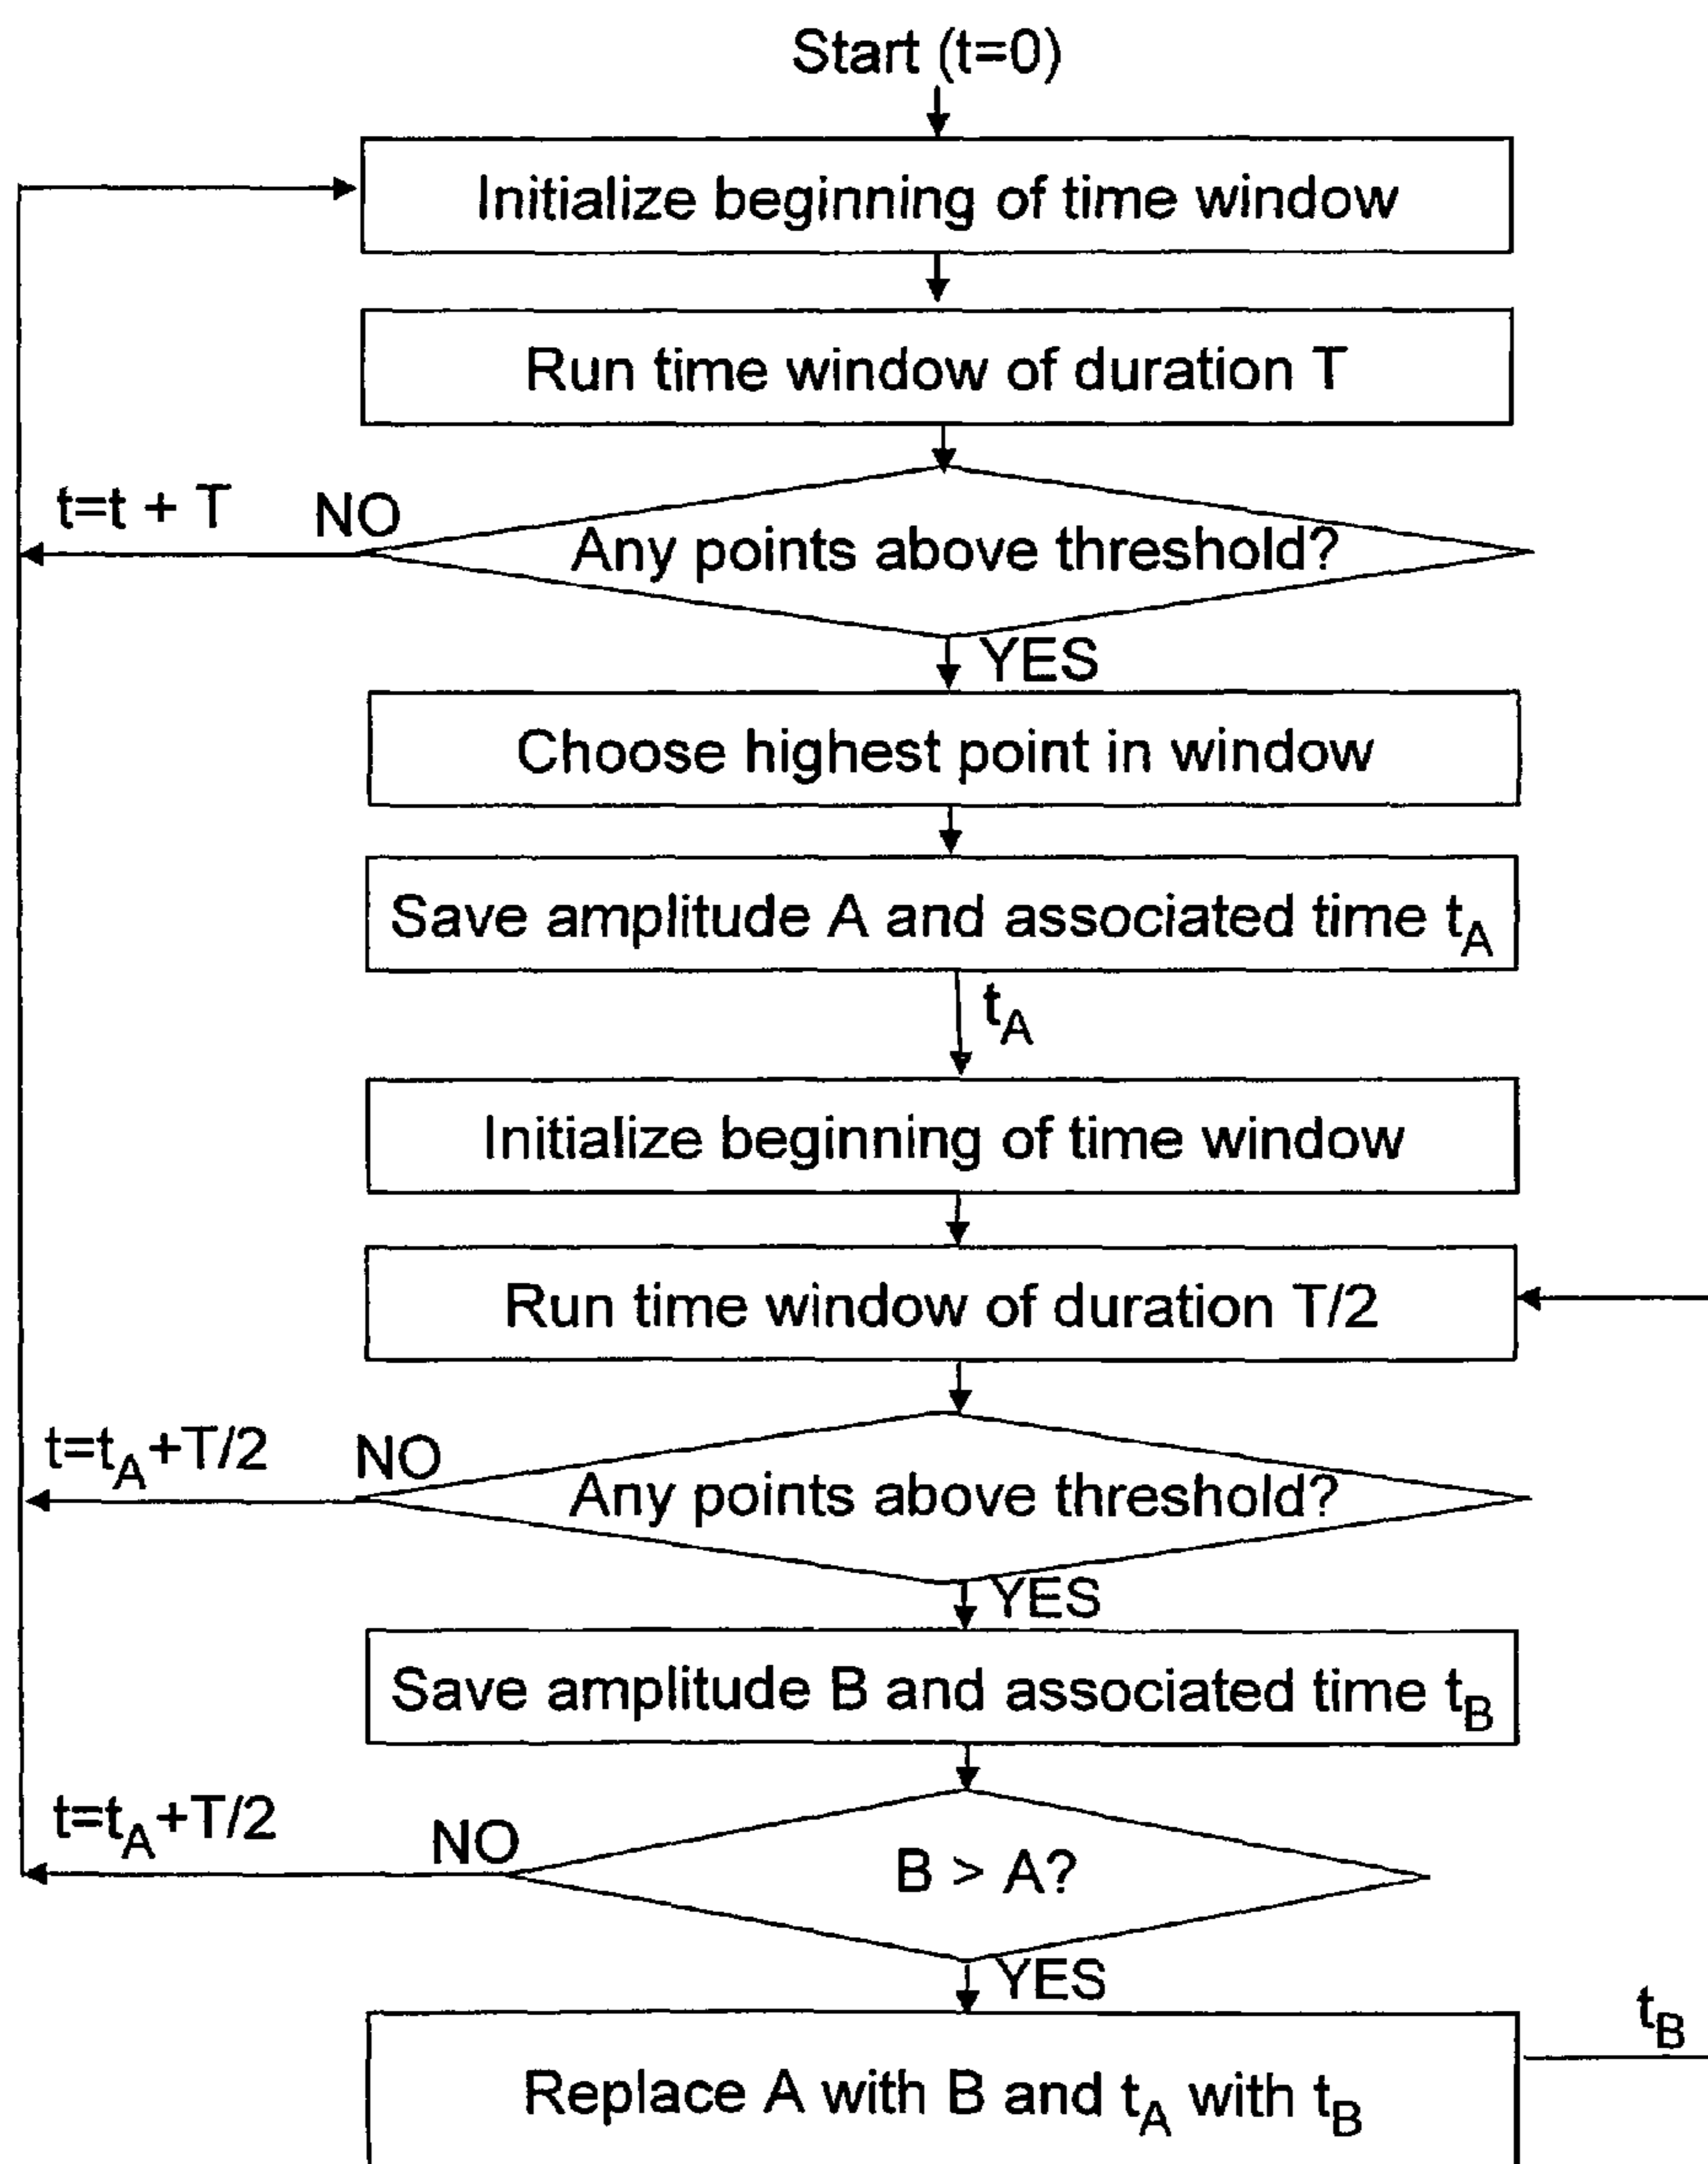 Start (t=0)
Initialize beginning of time window
Run time window of duration T
t=t + T
NO
Any points above threshold?
YES
Choose highest point in window
Save amplitude A and associated time tA
tA
Initialize beginning of time window
Run time window of duration T/2
t=tA+T/2
NO
Any points above threshold?
YES
Save amplitude B and associated time tB
t=tA+T/2
NO
B > A?
YES
tB
Replace A with B and tA with tB